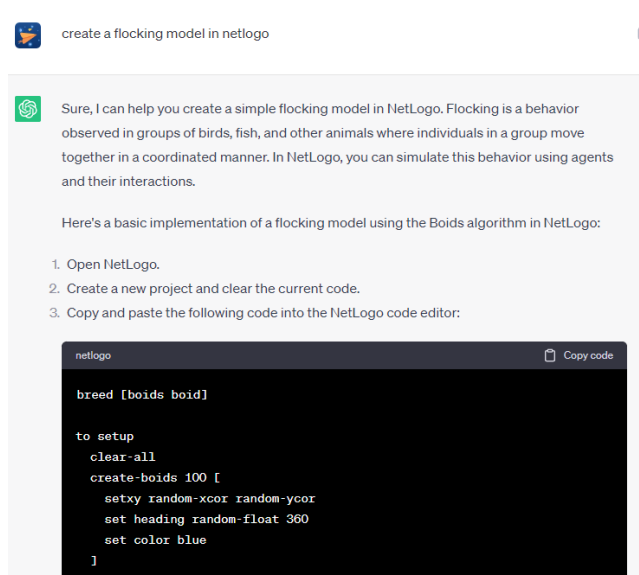 create a flocking model in netlogo
Sure, I can help you create a simple flocking model in NetLogo. Flocking is a behavior
observed in groups of birds, fish, and other animals where individuals in a group move
together in a coordinated manner. In NetLogo, you can simulate this behavior using agents
and their interactions.
Here's a basic implementation of a flocking model using the Boids algorithm in NetLogo:
1. Open NetLogo.
2. Create a new project and clear the current code.
3. Copy and paste the following code into the NetLogo code editor:
netlogo Copy code
breed [boids boid]
to setup
clear-all
create-boids 100 [
setxy random-xcor random-ycor
set heading random-float 360
set color blue
]